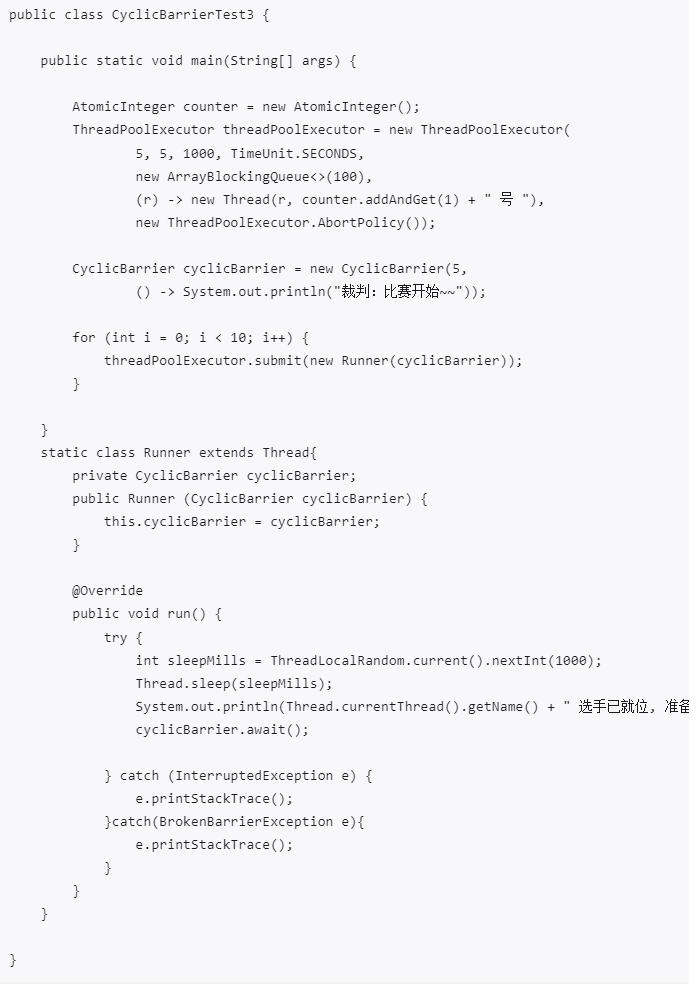 public class CyclicBarrierTest3 {
public static void main(String[] args) {
AtomicInteger counter = new AtomicInteger();
ThreadPoolExecutor threadPoolExecutor = new ThreadPoolExecutor(
5, 5, 1000, TimeUnit.SECONDS,
new ArrayBlockingQueue<>(100),
(r) -> new Thread(r, counter.addAndGet(1) + " 号 "),
new ThreadPoolExecutor.AbortPolicy());
CyclicBarrier cyclicBarrier = new CyclicBarrier(5,
() -> System.out.println("裁判：比赛开始~~"));
for (int i = 0; i < 10; i++) {
threadPoolExecutor.submit(new Runner(cyclicBarrier));
}
}
static class Runner extends Thread{
private CyclicBarrier cyclicBarrier;
public Runner (CyclicBarrier cyclicBarrier) {
this.cyclicBarrier = cyclicBarrier;
}
@Override
public void run() {
try {
int sleepMills = ThreadLocalRandom.current().nextInt(1000);
Thread.sleep(sleepMills);
System.out.println(Thread.currentThread().getName() + " 选手已就位, 准备
cyclicBarrier.await();
} catch (InterruptedException e) {
e.printStackTrace();
}catch(BrokenBarrierException e){
e.printStackTrace();
}
}
}
}